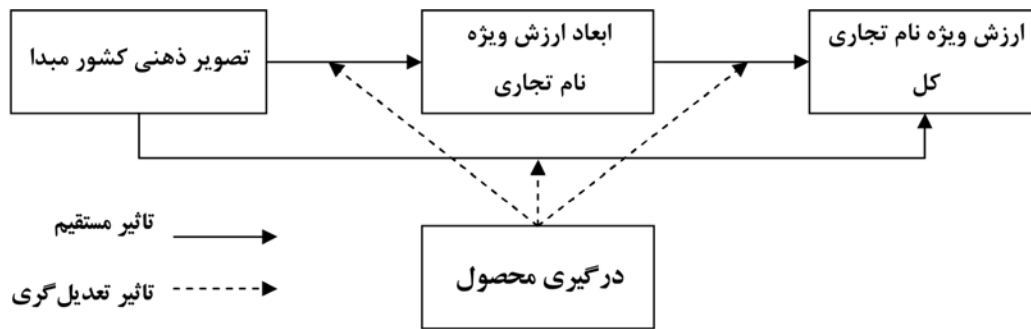 ارزش ویژه نام تجاری
کل
ابعاد ارزش ویژه
نام تجاری
تصویر ذهنی کشور مبدا
درگیری محصول
تاثیر مستقیم
تاثیر تعدیل‌گری